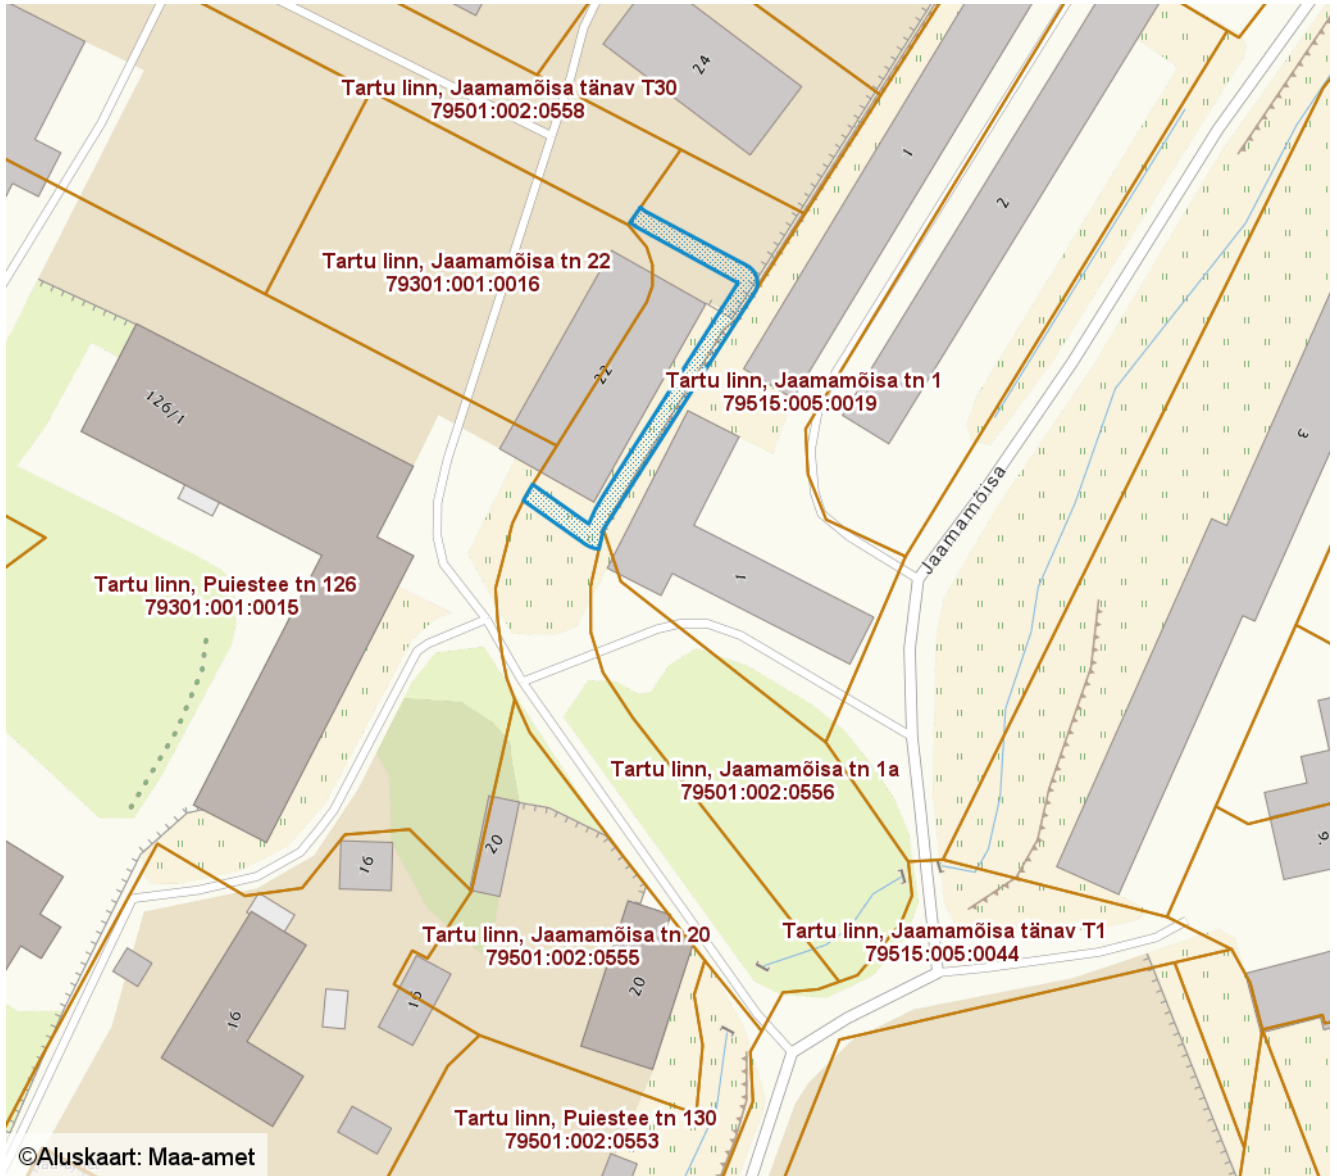 24
Tartu linn, Jaamamõisa tänav T30
79501:002:0558
1
2
Tartu linn, Jaamamõisa tn 22
79301:001:0016
22
Tartu linn, Jaamamõisa tn 1
79515:005:0019
126/1
3
Jaamamõisa
1
Tartu linn, Puiestee tn 126
79301:001:0015
Tartu linn, Jaamamõisa tn 1a
79501:002:0556
20
16
9
Tartu linn, Jaamamõisa tn 20
79501:002:0555
Tartu linn, Jaamamõisa tänav T1
79515:005:0044
20
16
16
Tartu linn, Puiestee tn 130
79501:002:0553
©Aluskaart: Maa-amet